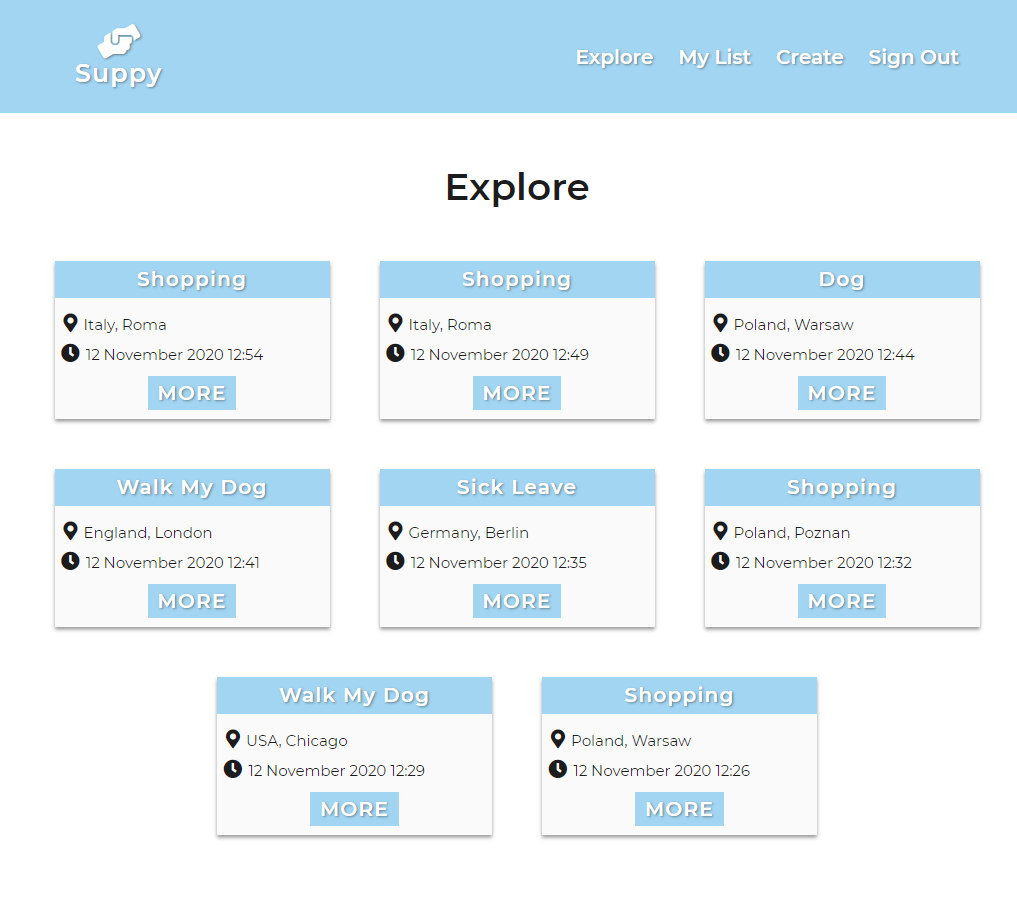 Suppy
Explore My List Create Sign Out
Explore
Shopping
Italy, Roma
12 November 2020 12:54
MORE
Shopping
Italy, Roma
12 November 2020 12:49
MORE
Dog
Poland, Warsaw
12 November 2020 12:44
MORE
Walk My Dog
England, London
12 November 2020 12:41
MORE
Sick Leave
Germany, Berlin
12 November 2020 12:35
MORE
Shopping
Poland, Poznan
12 November 2020 12:32
MORE
Walk My Dog
USA, Chicago
12 November 2020 12:29
MORE
Shopping
Poland, Warsaw
12 November 2020 12:26
MORE